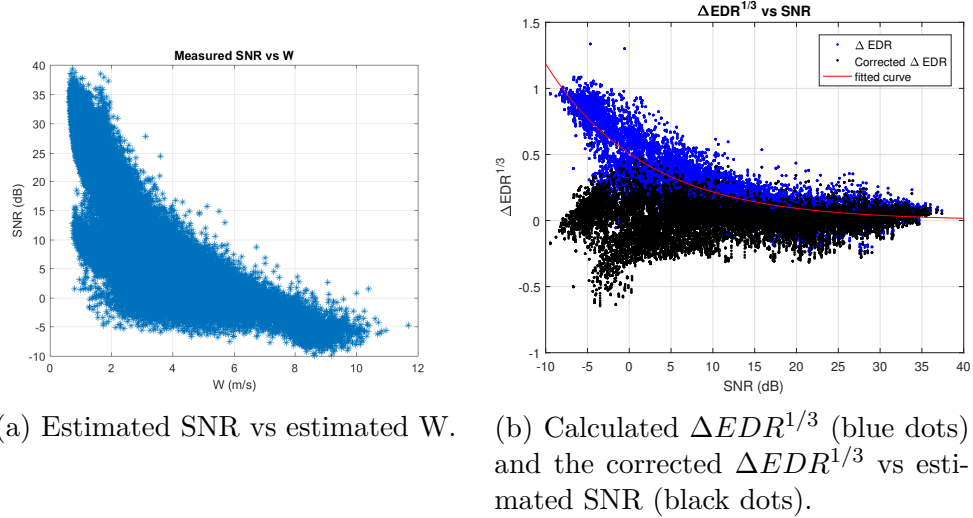 Measured SNR vs W
40
35
30
25
20
15
10
5
0
-5
-10
SNR (dB)
0 2 4 6 8 10 12
W (m/s)
ΔEDR^{1/3} vs SNR
1.5
1
0.5
0
-0.5
-1
Δ EDR^{1/3}
-10 -5 0 5 10 15 20 25 30 35 40
SNR (dB)
Δ EDR
Corrected Δ EDR
fitted curve
a) Estimated SNR vs estimated W.
(b) Calculated ΔEDR^{1/3} (blue dots)
and the corrected ΔEDR^{1/3} vs esti-
mated SNR (black dots).